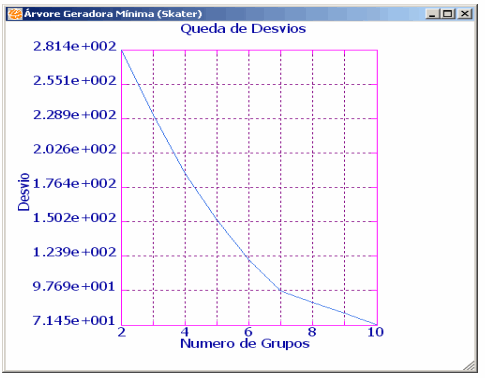 Árvore Geradora Mínima (Skater)
Queda de Desvios
2.814e+002
2.551e+002
2.289e+002
2.026e+002
1.764e+002
1.502e+002
1.239e+002
9.769e+001
7.145e+001
Desvio
2 4 6 8 10
Numero de Grupos